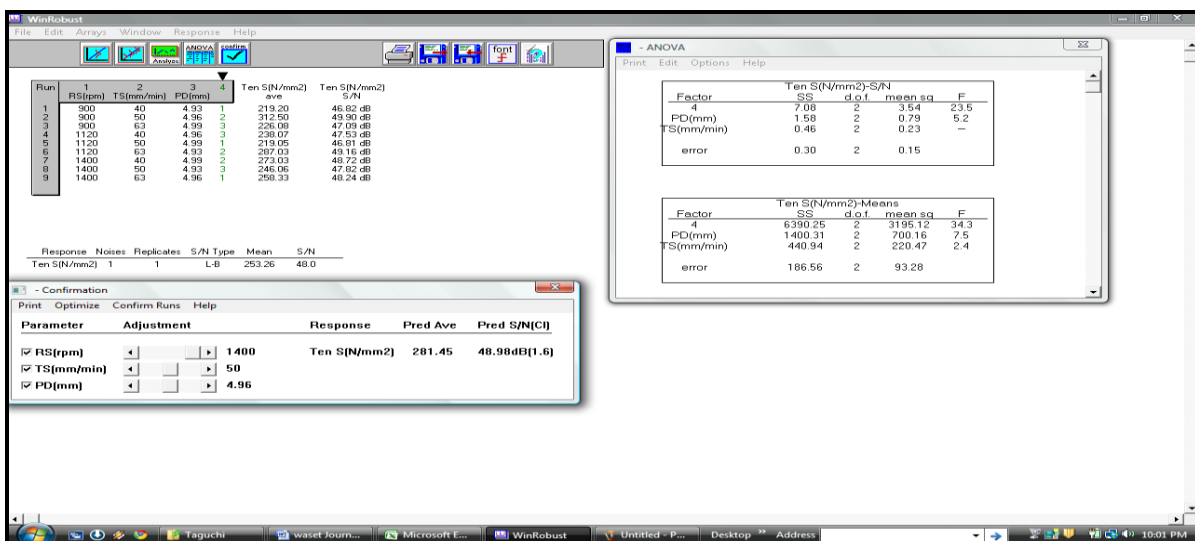 WinRobust
File Edit Arrays Window Response Help
Analyze ANOVA confirm font F
Run 1 2 3 4 Ten S(N/mm2) Ten S(N/mm2)
RS(rpm) TS(mm/min) PD(mm) ave S/N
1 900 40 4.93 1 219.20 46.82 dB
2 900 50 4.96 2 312.50 49.90 dB
3 900 63 4.99 3 226.08 47.09 dB
4 1120 40 4.96 3 238.07 47.53 dB
5 1120 50 4.99 1 219.05 46.81 dB
6 1120 63 4.93 2 287.03 49.16 dB
7 1400 40 4.99 2 273.03 48.72 dB
8 1400 50 4.93 3 246.06 47.82 dB
9 1400 63 4.96 1 258.33 48.24 dB
Response Noises Replicates S/N Type Mean S/N
Ten S(N/mm2) 1 1 L-B 253.26 48.0
- Confirmation
Print Optimize Confirm Runs Help
Parameter Adjustment Response Pred Ave Pred S/N(CI)
RS(rpm) 1400 Ten S(N/mm2) 281.45 48.98dB(1.6)
TS(mm/min) 50
PD(mm) 4.96
- ANOVA
Print Edit Options Help
Ten S(N/mm2)-S/N
Factor SS d.o.f. mean sq F
4 7.08 2 3.54 23.5
PD(mm) 1.58 2 0.79 5.2
TS(mm/min) 0.46 2 0.23 –
error 0.30 2 0.15
Ten S(N/mm2)-Means
Factor SS d.o.f. mean sq F
4 6390.25 2 3195.12 34.3
PD(mm) 1400.31 2 700.16 7.5
TS(mm/min) 440.94 2 220.47 2.4
error 186.56 2 93.28
Taguchi waset Journ... Microsoft E... WinRobust Untitled - P... Desktop » Address 10:01 PM